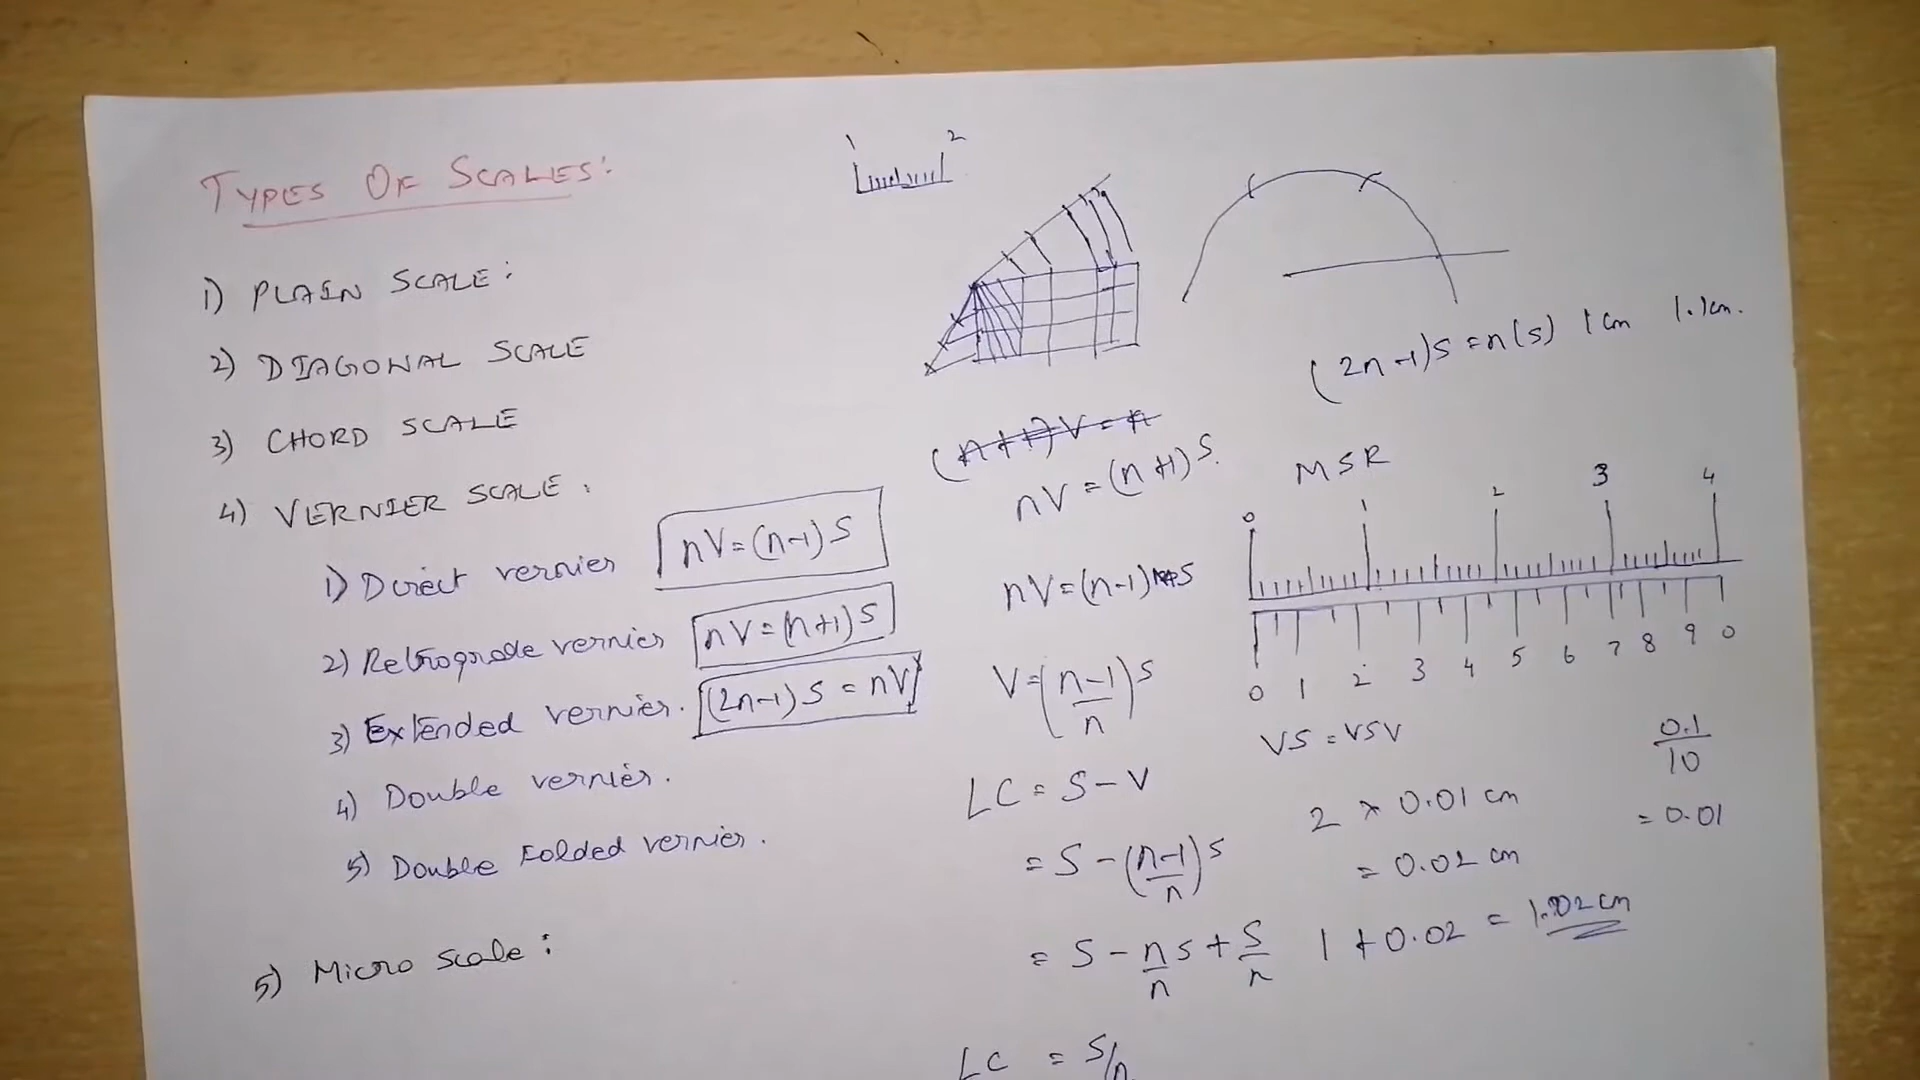 TYPES OF SCALES:
1) PLAIN SCALE:
2) DIAGONAL SCALE
3) CHORD SCALE
4) VERNIER SCALE:
1) Direct vernier nV=(n-1)S
2) Retrograde vernier nV=(n+1)S
3) Extended vernier. (2n-1)S = nV
4) Double vernier.
5) Double Folded vernier.
5) Micro scale:
1 2
(n+1)V = n
nV = (n+1)S.
nV=(n-1) S
V=(n-1/n)S
LC = S-V
= S-(n-1/n)S
= S - n/n S + S/n
LC = S/n
(2n-1)S = n(S) 1 cm 1.1cm.
MSR
0 1 2 3 4
0 1 2 3 4 5 6 7 8 9 0
VS = VSV
2 x 0.01 cm
= 0.02 cm
1 + 0.02 = 1.02 cm
0.1/10
= 0.01